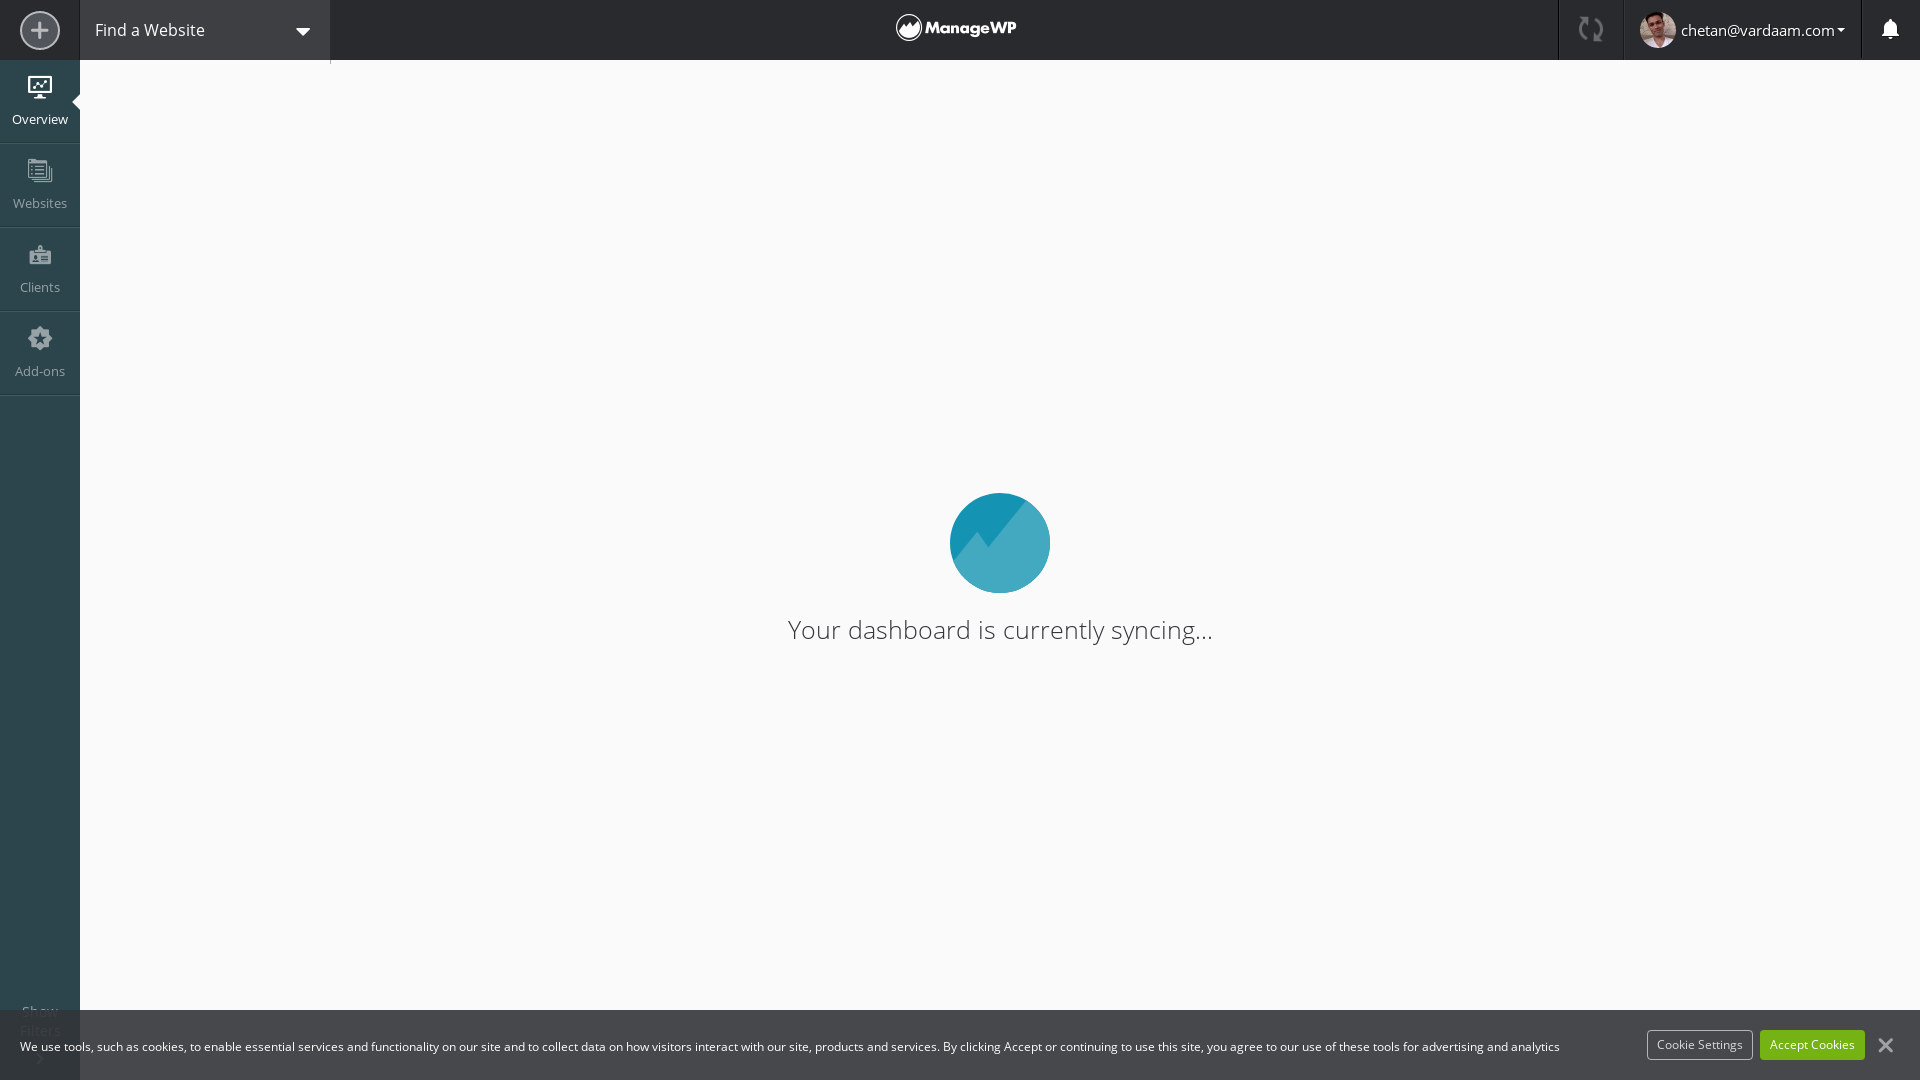 Find a Website
ManageWP
chetan@vardaam.com
Overview
Websites
Clients
Add-ons
Your dashboard is currently syncing...
Show
Filters
We use tools, such as cookies, to enable essential services and functionality on our site and to collect data on how visitors interact with our site, products and services. By clicking Accept or continuing to use this site, you agree to our use of these tools for advertising and analytics
Cookie Settings
Accept Cookies